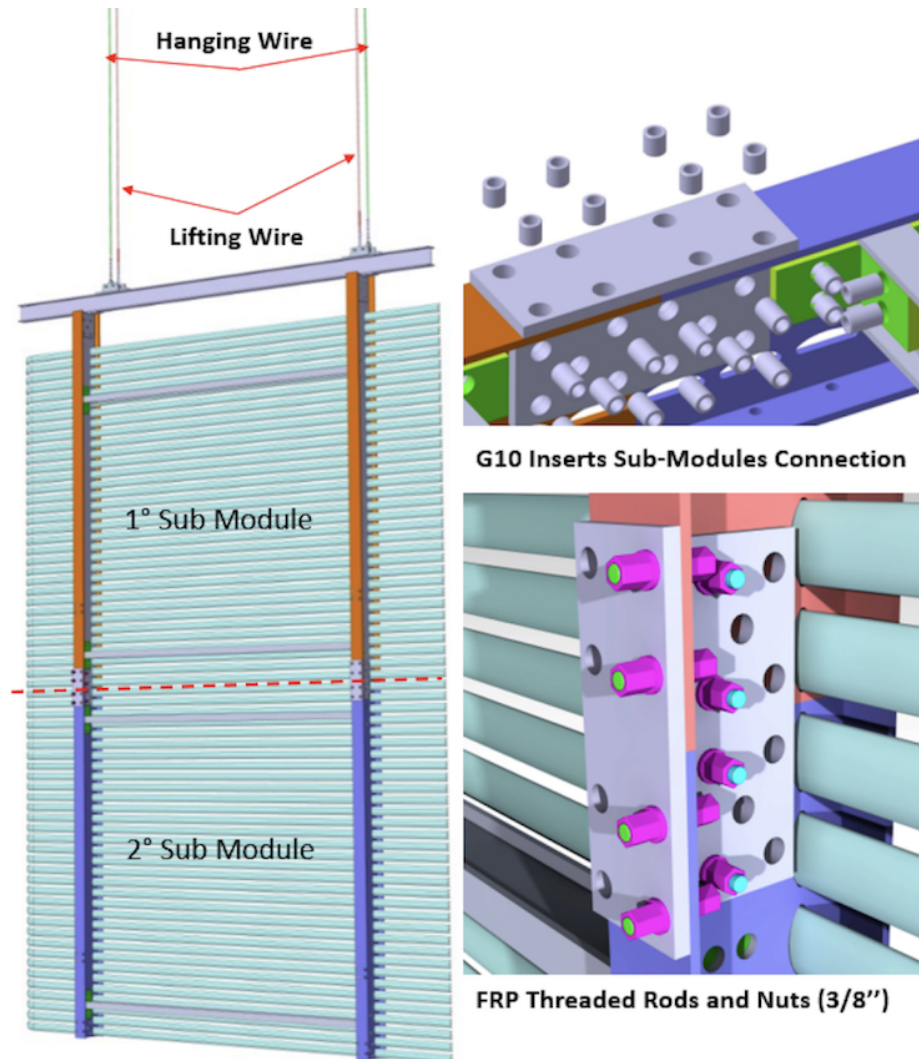 Hanging Wire
Lifting Wire
1° Sub Module
2° Sub Module
G10 Inserts Sub-Modules Connection
FRP Threaded Rods and Nuts (3/8’’)